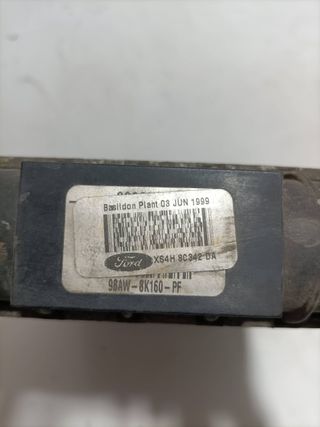 Basildon Plant 03 JUN 1999
Ford XS4H 8C342 DA
98AW-8K160-PF